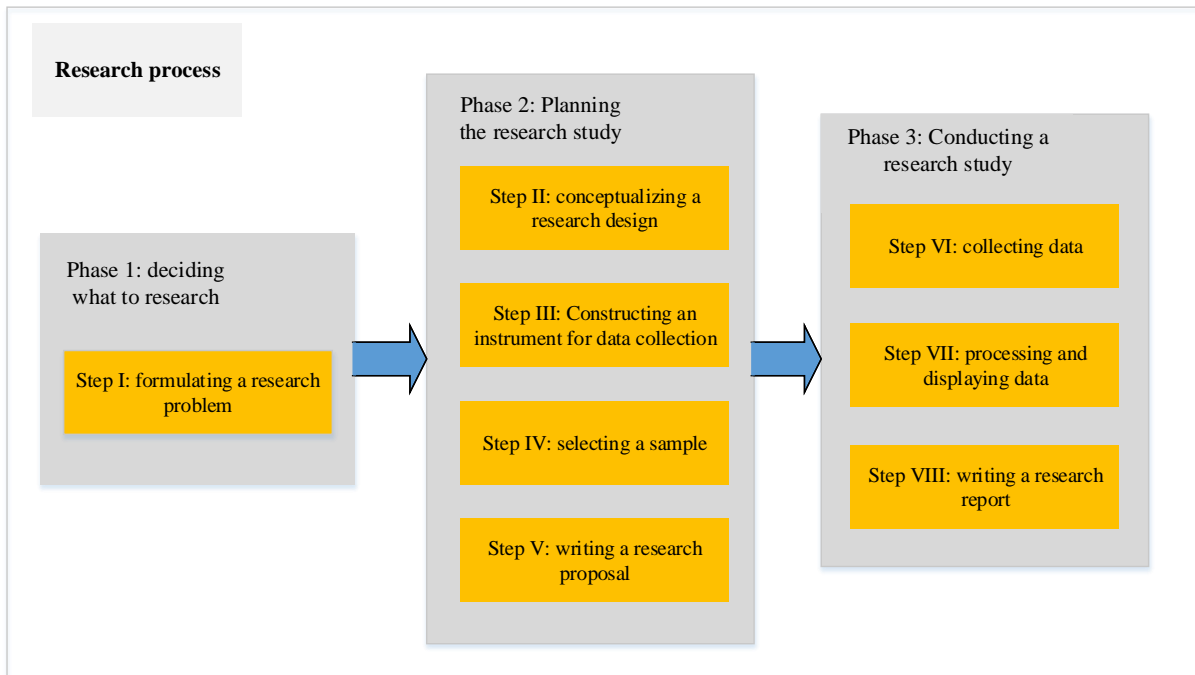 Research process
Phase 1: deciding
what to research
Step I: formulating a research
problem
Phase 2: Planning
the research study
Step II: conceptualizing a
research design
Step III: Constructing an
instrument for data collection
Step IV: selecting a sample
Step V: writing a research
proposal
Phase 3: Conducting a
research study
Step VI: collecting data
Step VII: processing and
displaying data
Step VIII: writing a research
report